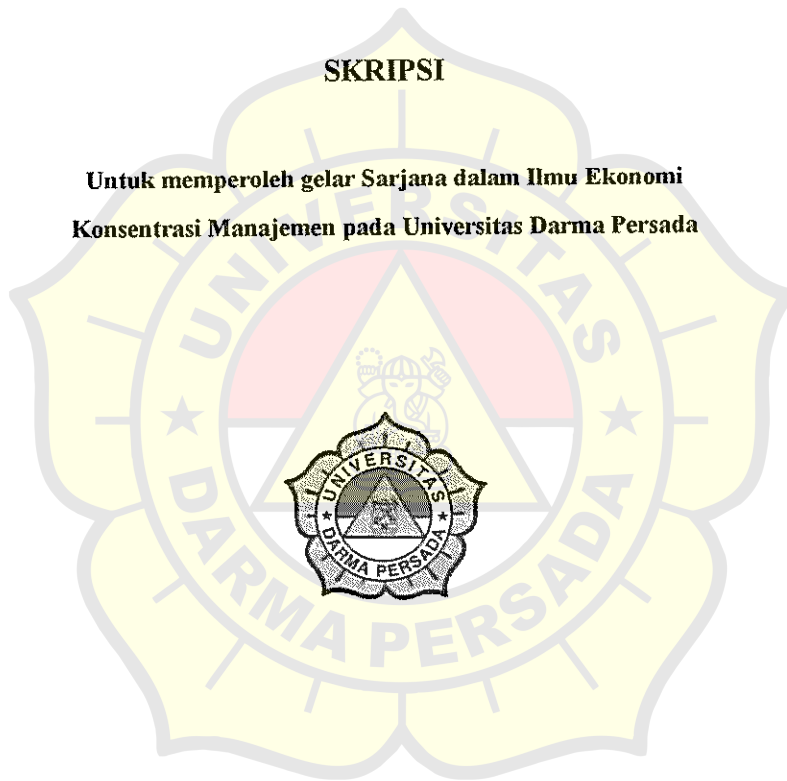 SKRIPSI
Untuk memperoleh gelar Sarjana dalam Ilmu Ekonomi
Konsentrasi Manajemen pada Universitas Darma Persada
UNIVERSITAS
DARMA PERSADA
UNIVERSITAS
DARMA PERSADA